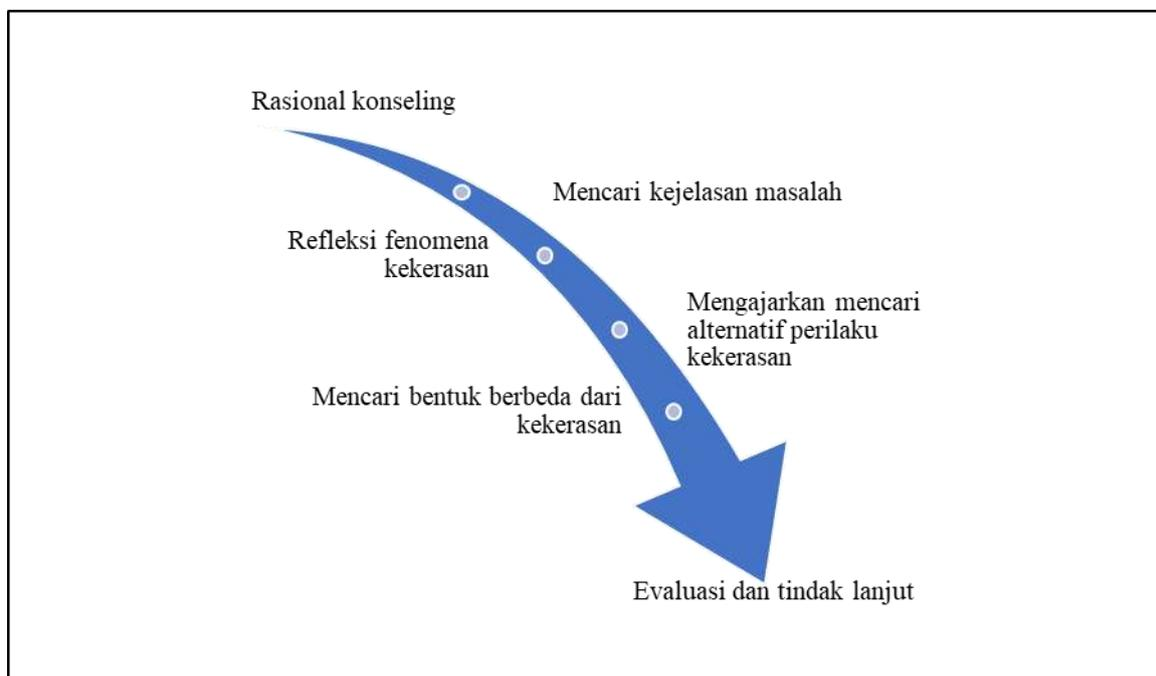 Rasional konseling
Mencari kejelasan masalah
Refleksi fenomena
kekerasan
Mengajarkan mencari
alternatif perilaku
kekerasan
Mencari bentuk berbeda dari
kekerasan
Evaluasi dan tindak lanjut